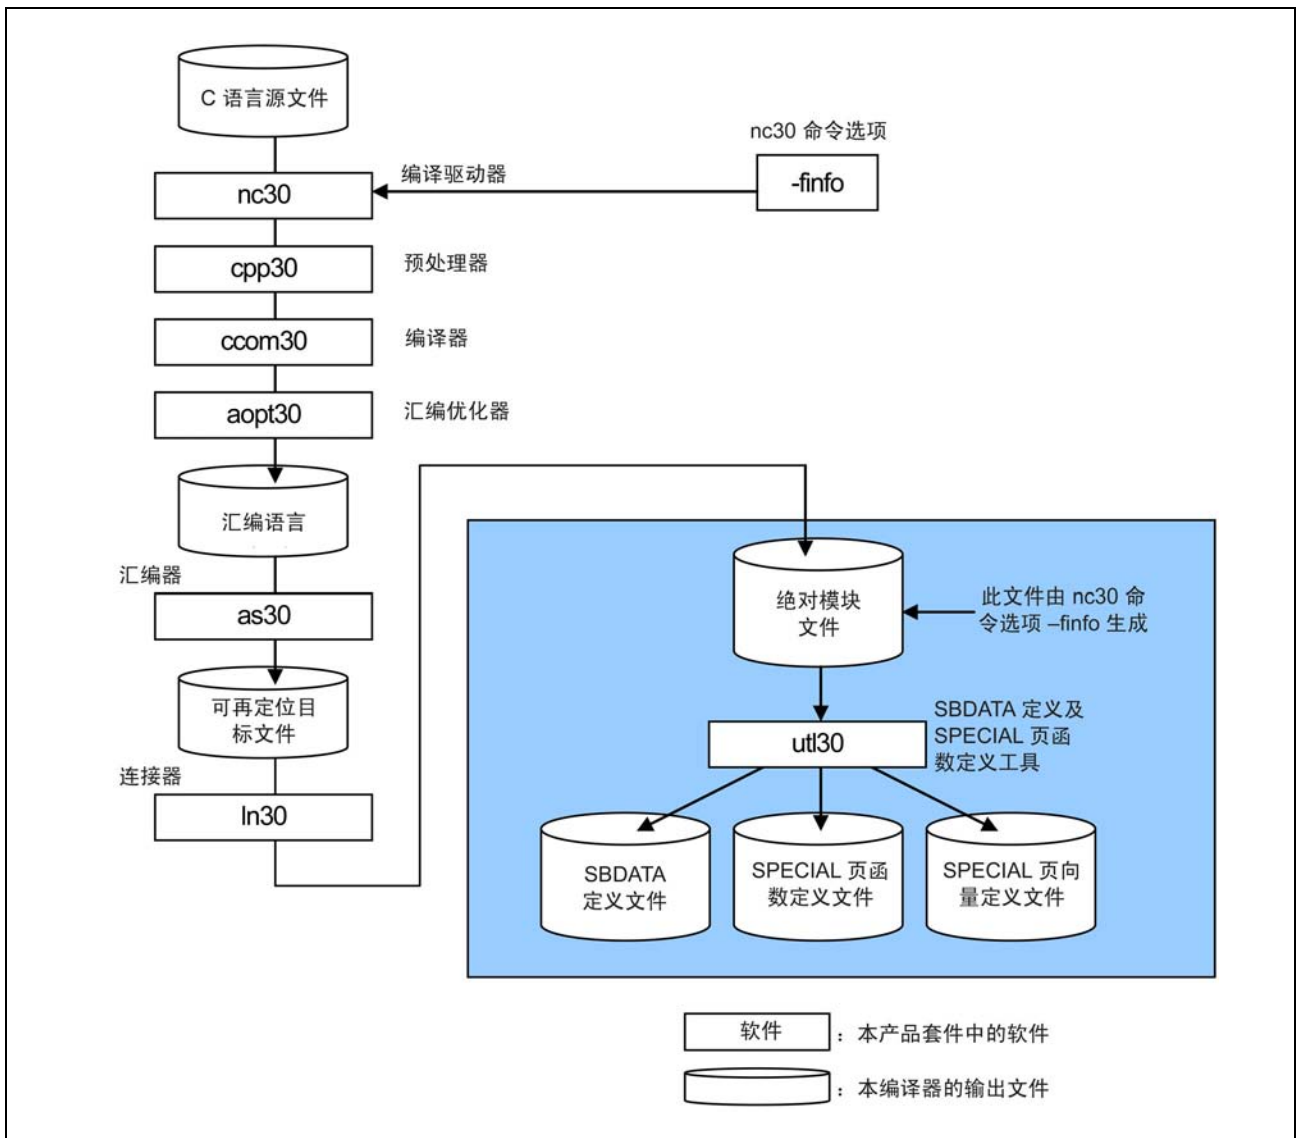 C 语言源文件
nc30 命令选项
编译驱动器
-finfo
nc30
cpp30
预处理器
ccom30
编译器
aopt30
汇编优化器
汇编语言
汇编器
as30
可再定位目
标文件
连接器
ln30
绝对模块
文件
此文件由 nc30 命
令选项 –finfo 生成
utl30
SBDATA 定义及
SPECIAL 页函
数定义工具
SBDATA
定义文件
SPECIAL 页函
数定义文件
SPECIAL 页向
量定义文件
软件
：本产品套件中的软件
：本编译器的输出文件